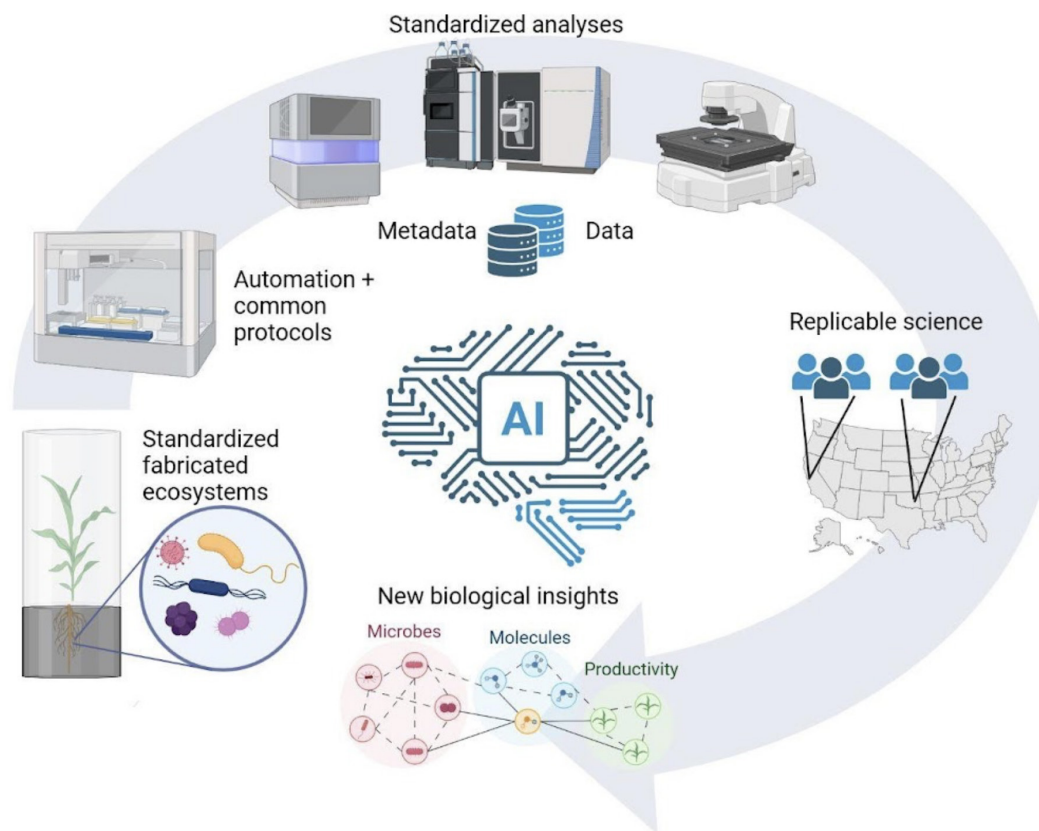 Standardized analyses
Metadata
Data
Automation +
common
protocols
Replicable science
AI
Standardized
fabricated
ecosystems
New biological insights
Microbes
Molecules
Productivity